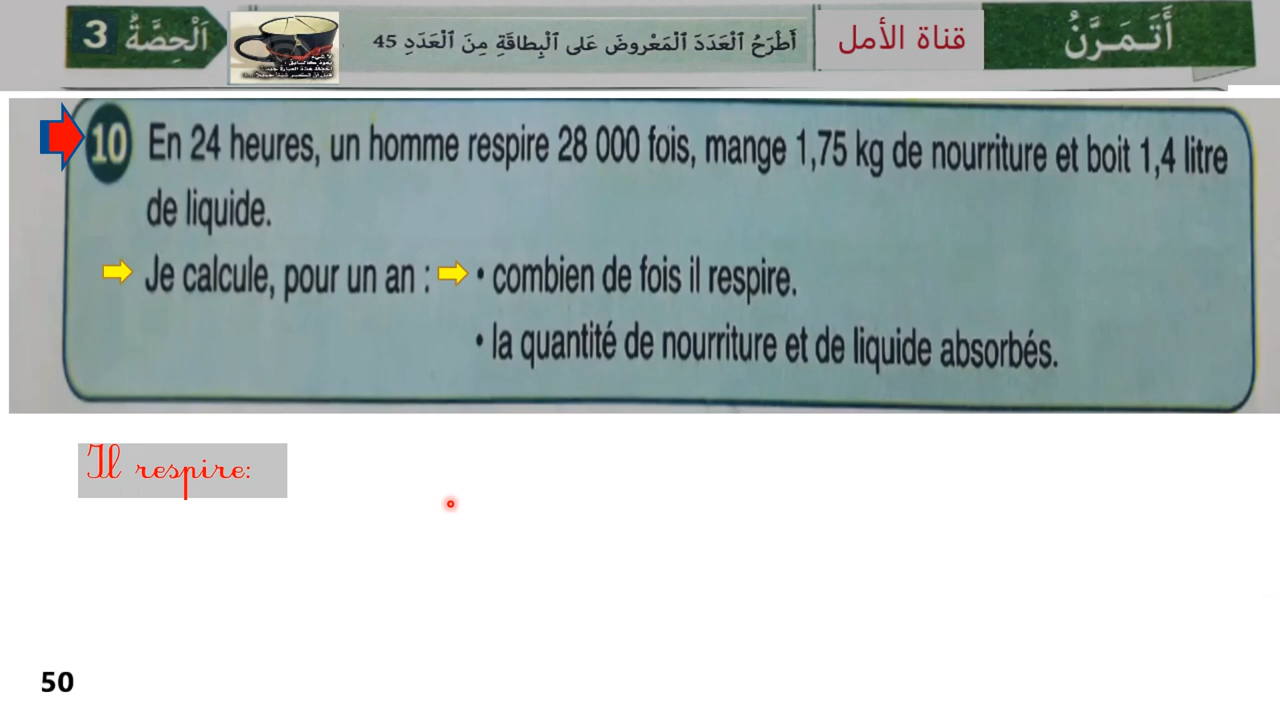 أَتَمَرَّنُ
قناة الأمل
أَطْرَحُ ٱلْعَدَدَ ٱلْمَعْروضَ عَلى ٱلْبِطاقَةِ مِنَ ٱلْعَدَدِ 45
اَلْحِصَّةُ 3
10 En 24 heures, un homme respire 28 000 fois, mange 1,75 kg de nourriture et boit 1,4 litre
de liquide.
Je calcule, pour un an : • combien de fois il respire.
• la quantité de nourriture et de liquide absorbés.
Il respire:
50